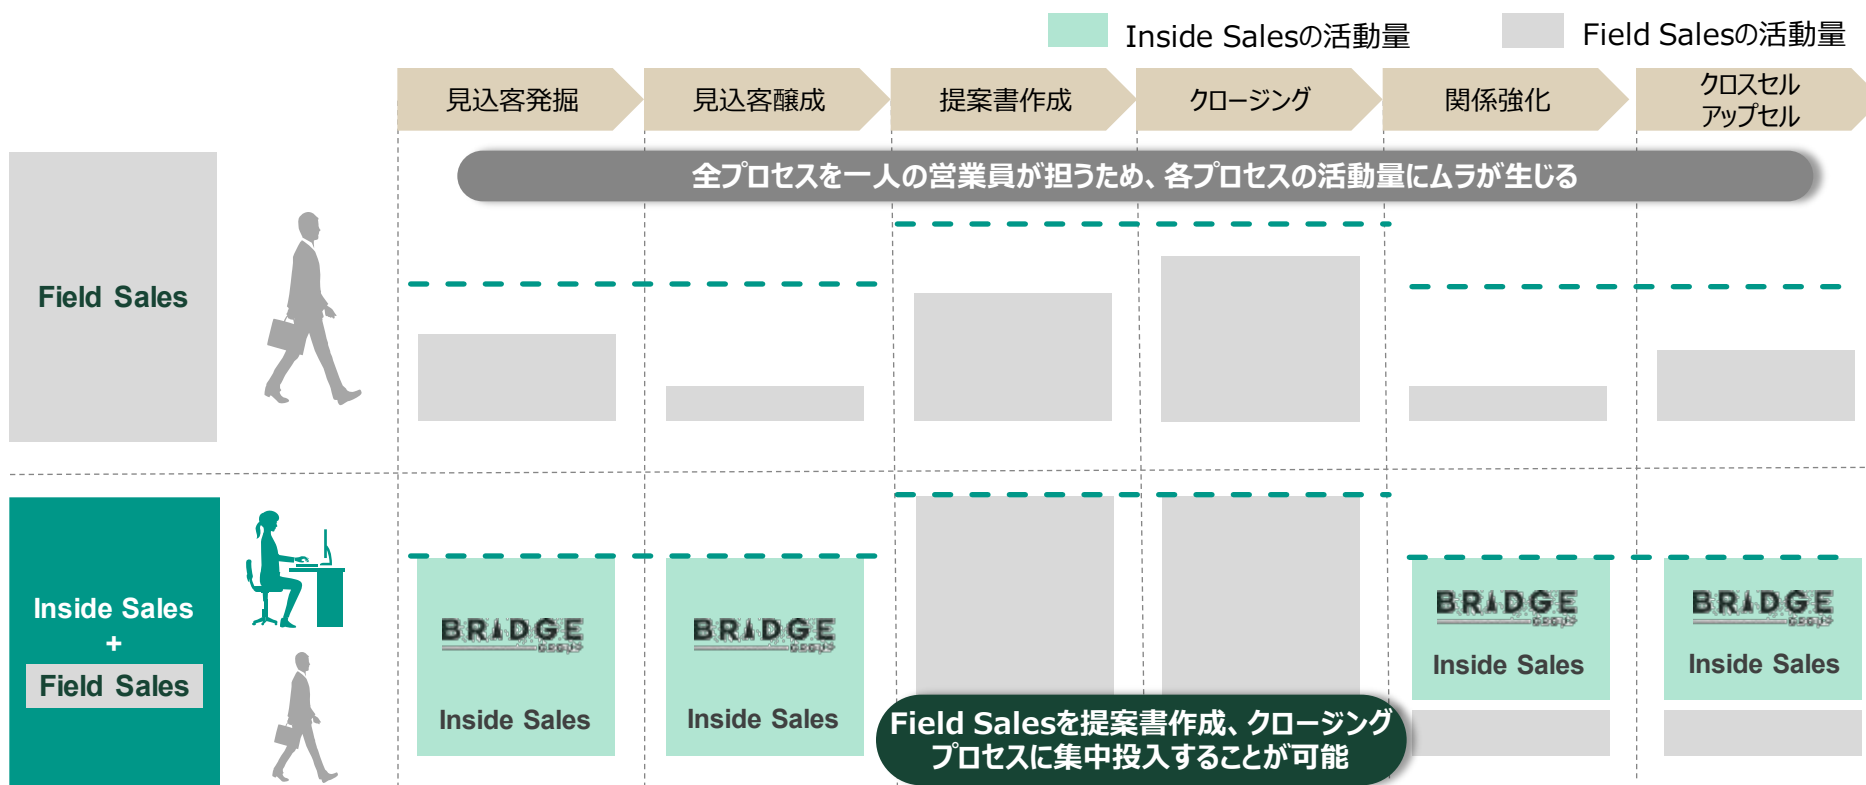 Inside Salesの活動量
Field Salesの活動量
見込客発掘
見込客醸成
提案書作成
クロージング
関係強化
クロスセル
アップセル
全プロセスを一人の営業員が担うため、各プロセスの活動量にムラが生じる
Field Sales
Inside Sales
+
Field Sales
BRIDGE
GROUP
Inside Sales
BRIDGE
GROUP
Inside Sales
Field Salesを提案書作成、クロージング
プロセスに集中投入することが可能
BRIDGE
GROUP
Inside Sales
BRIDGE
GROUP
Inside Sales